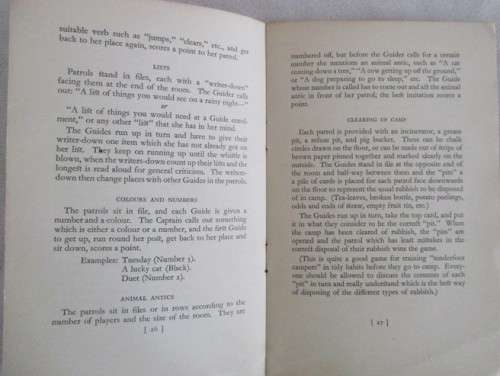 suitable verb such as "jumps," "clears," etc., and get
back to her place again, scores a point for her patrol.
LISTS
Patrols stand in files, each with a "writer-down"
facing them at the end of the room. The Guider calls
out: "A list of things you would see on a rainy night—"
or
"A list of things you would need at a Guide enrol-
ment," or any other "list" that she has in mind.
The Guides run up in turn and have to give their
writer-down one item which she has not already got on
her list. They keep on running up until the whistle is
blown, when the writers-down count up their lists and the
longest is read aloud for general criticism. The writers-
down then change places with other Guides in the patrols.
COLOURS AND NUMBERS
The patrols sit in file, and each Guide is given a
number and a colour. The Captain calls out something
which is either a colour or a number, and the first Guide
to get up, run round her post, get back to her place and
sit down, scores a point.
Examples: Tuesday (Number 3).
A lucky cat (Black).
Duet (Number 2).
ANIMAL ANTICS
The patrols sit in files or in rows according to the
number of players and the size of the room. They are
[ 26 ]
numbered off, but before the Guider calls for a certain
number she mentions an animal antic, such as "A cat
coming down a tree," "A cow getting up off the ground,"
or "A dog preparing to go to sleep," etc. The Guide
whose number is called has to come out and act the animal
antic in front of her patrol, the best imitation scores a
point.
CLEARING UP CAMP
Each patrol is provided with an incinerator, a grease
pit, a refuse pit, and pig bucket. These can be chalk
circles drawn on the floor, or can be made out of strips of
brown paper pinned together and marked clearly on the
outside. The Guides stand in file at the opposite end of
the room and half-way between them and the "pits"
a pile of cards is placed for each patrol face downwards
on the floor to represent the usual rubbish to be disposed
of in camp. (Tea-leaves, broken bottle, potato peelings,
odds and ends of straw, empty fruit tin, etc.)
The Guides run up in turn, take the top card, and put
it in what they consider to be the correct "pit." When
the camp has been cleared of rubbish, the "pits" are
opened and the patrol which has least mistakes in the
correct disposal of their rubbish wins the game.
(This is quite a good game for training "tenderfoot
campers" in tidy habits before they go to camp. Every-
one should be allowed to discuss the contents of each
"pit" in turn and really understand which is the best way
of disposing of the different types of rubbish.)
[ 27 ]